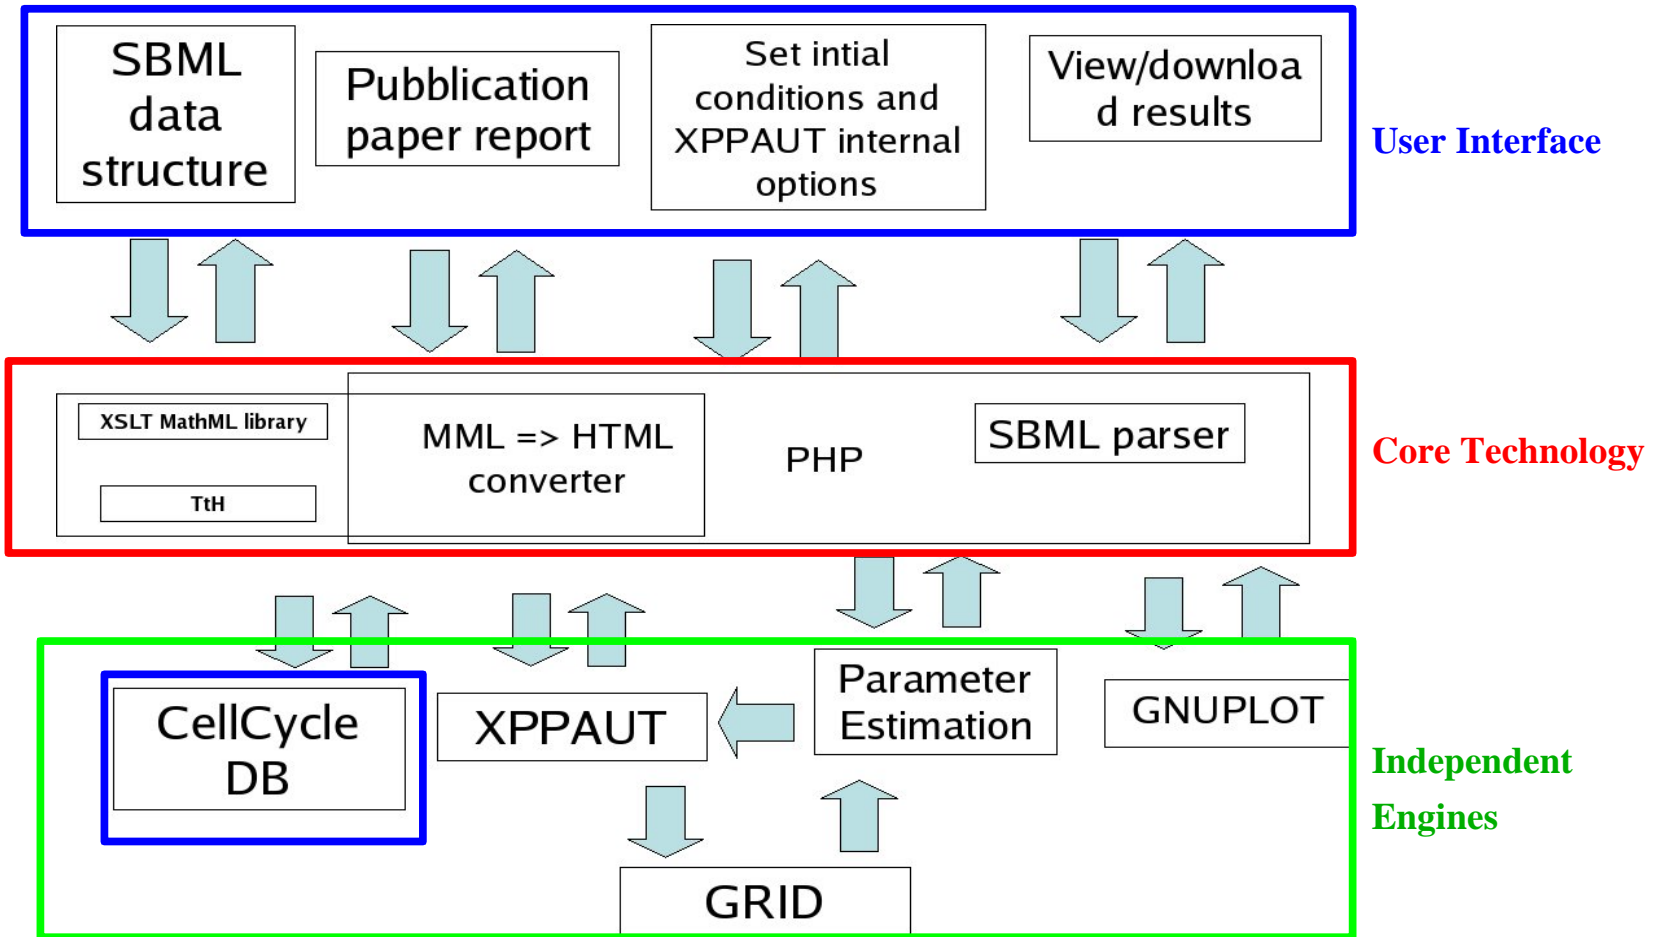 SBML
data
structure
Pubblication
paper report
Set intial
conditions and
XPPAUT internal
options
View/downloa
d results
User Interface
XSLT MathML library
TtH
MML => HTML
converter
PHP
SBML parser
Core Technology
CellCycle
DB
XPPAUT
Parameter
Estimation
GNUPLOT
GRID
Independent
Engines